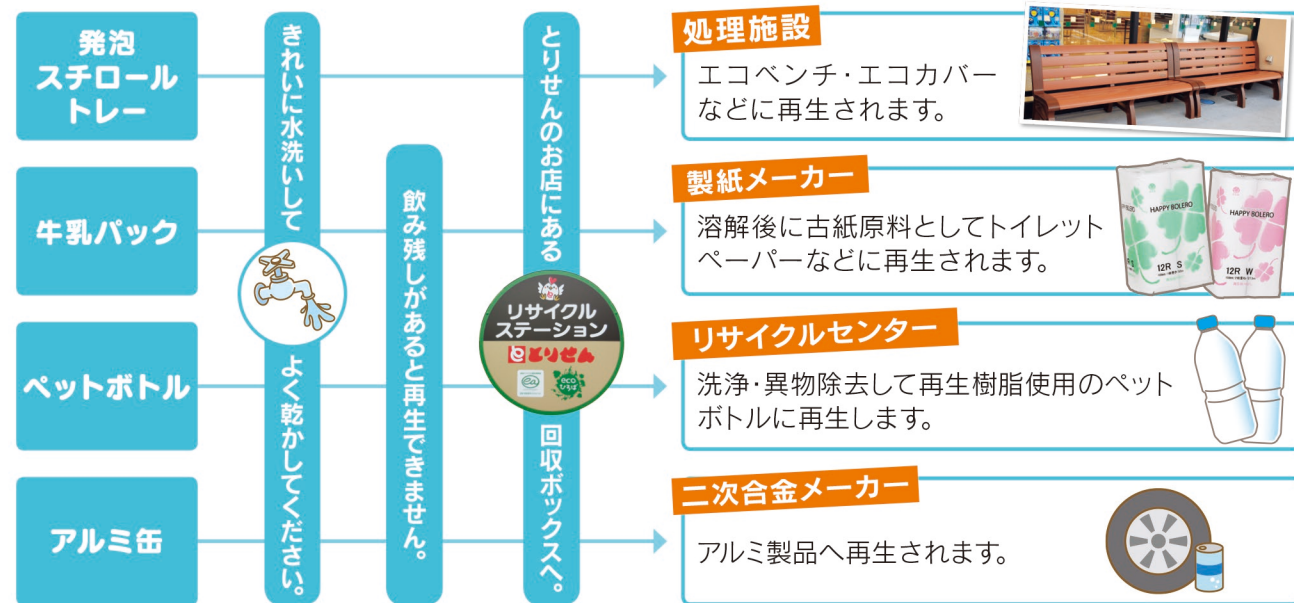 発泡
スチロール
トレー
牛乳パック
ペットボトル
アルミ缶
きれいに水洗いして
よく乾かしてください。
飲み残しがあると再生できません。
とりせんのお店にある
リサイクル
ステーション
とりせん
eco
ひろば
回収ボックスへ。
処理施設
エコベンチ・エコカバー
などに再生されます。
製紙メーカー
溶解後に古紙原料としてトイレット
ペーパーなどに再生されます。
HAPPY BOLERO
12R S
HAPPY BOLERO
12R W
リサイクルセンター
洗浄・異物除去して再生樹脂使用のペット
ボトルに再生します。
二次合金メーカー
アルミ製品へ再生されます。